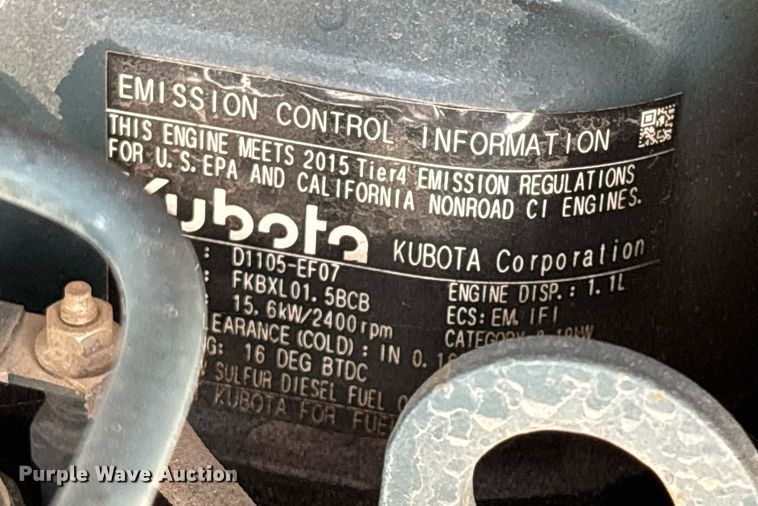 EMISSION CONTROL INFORMATION
THIS ENGINE MEETS 2015 Tier4 EMISSION REGULATIONS
FOR U.S.EPA AND CALIFORNIA NONROAD CI ENGINES.
Kubota KUBOTA Corporation
: D1105-EF07
: FKBXL01.5BCB ENGINE DISP.: 1.1L
: 15.6kW/2400rpm ECS: EM, IFI
LEARANCE(COLD): IN 0.1 CATEGORY
NG: 16 DEG BTDC
SULFUR DIESEL FUEL
KUBOTA FOR FUE
Purple Wave Auction